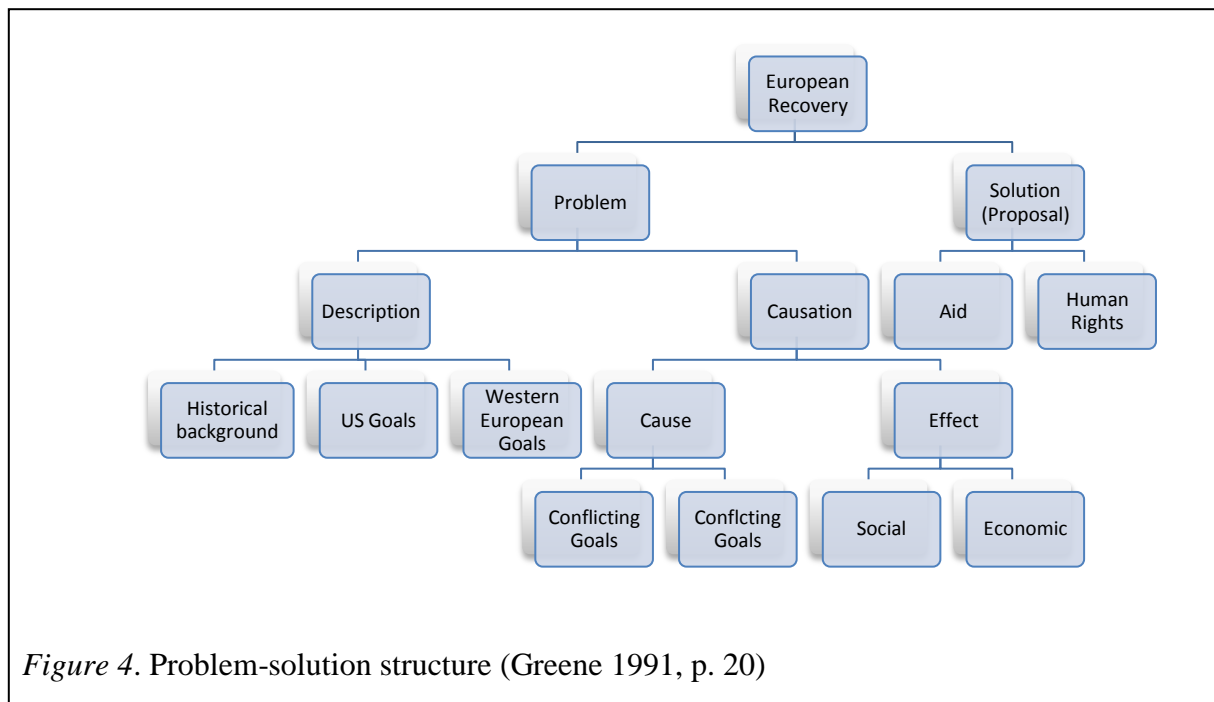 European
Recovery
Problem
Solution
(Proposal)
Description
Causation
Aid
Human
Rights
Historical
background
US Goals
Western
European
Goals
Cause
Effect
Conflicting
Goals
Conflcting
Goals
Social
Economic
Figure 4. Problem-solution structure (Greene 1991, p. 20)